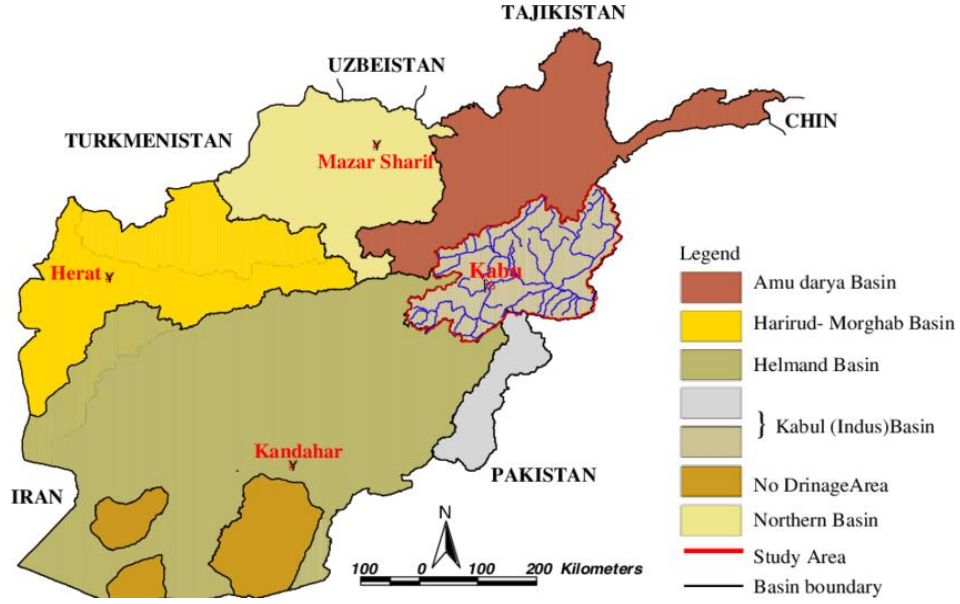 TAJIKISTAN
UZBEISTAN
CHIN
TURKMENISTAN
Mazar Sharif
Herat
Kabu
Legend
Amu darya Basin
Harirud- Morghab Basin
Helmand Basin
} Kabul (Indus)Basin
Kandahar
PAKISTAN
IRAN
No DrinageArea
Northern Basin
N
Study Area
100 0 100 200 Kilometers
Basin boundary